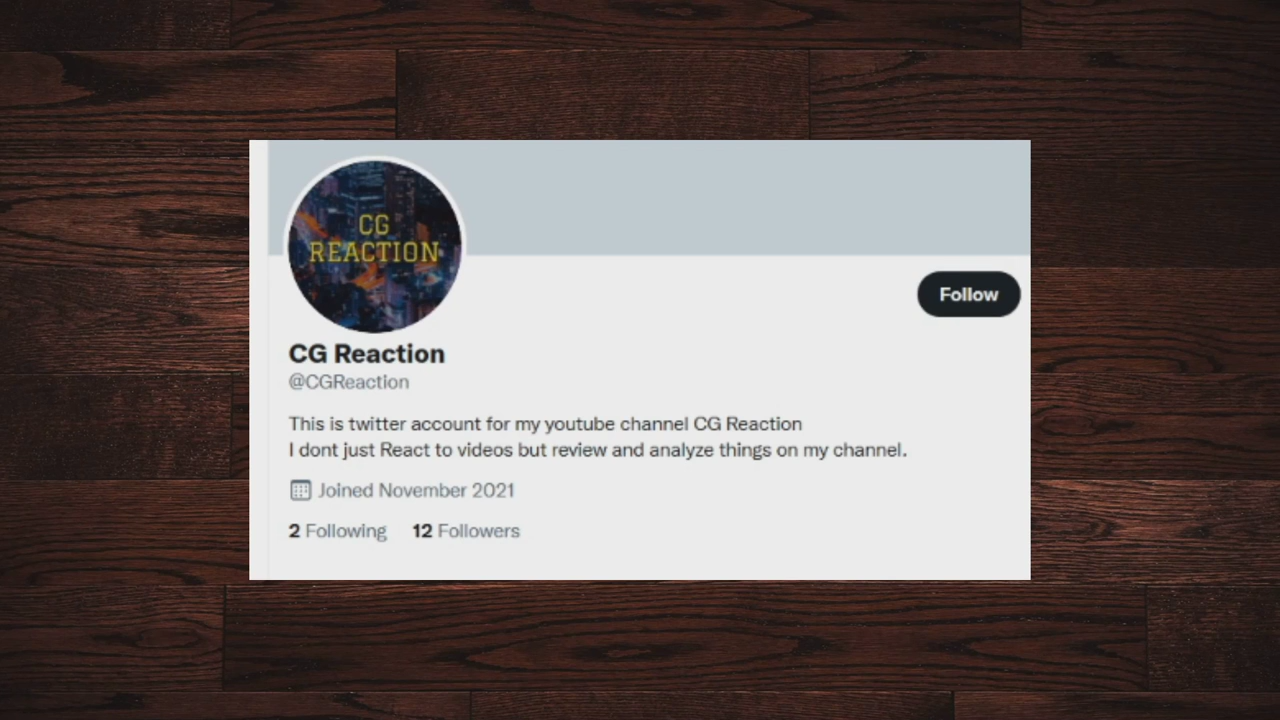 CG
REACTION
Follow
CG Reaction
@CGReaction
This is twitter account for my youtube channel CG Reaction
I dont just React to videos but review and analyze things on my channel.
Joined November 2021
2 Following 12 Followers